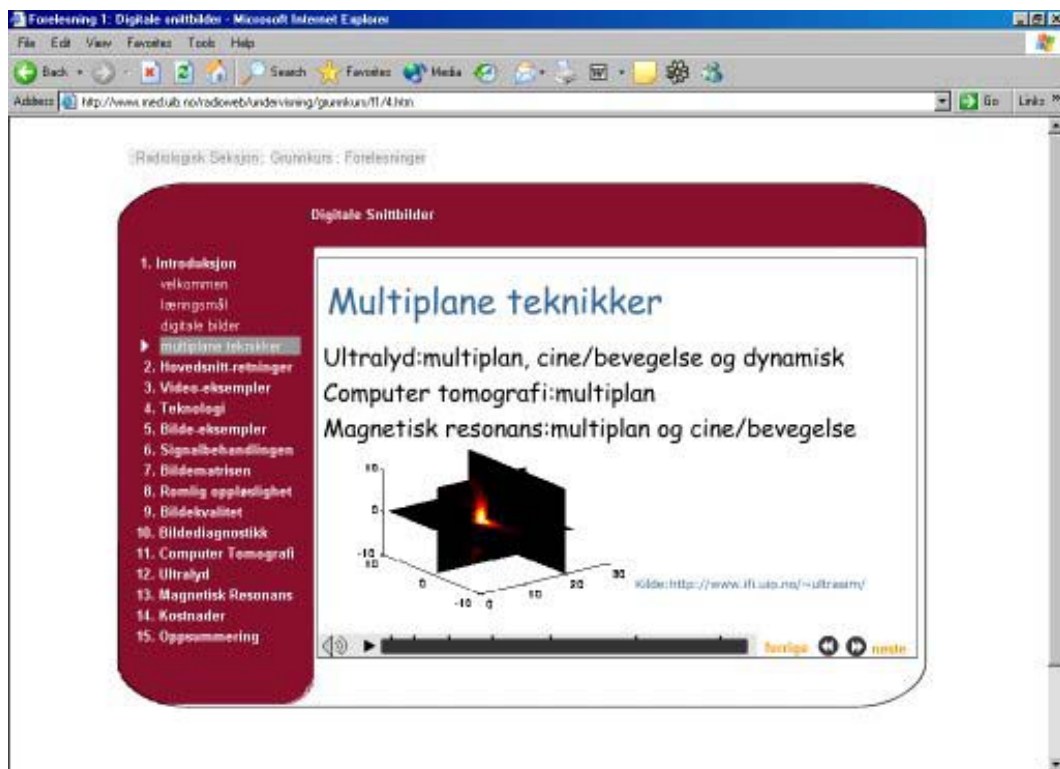 Forelesning 1: Digitale snittbilder - Microsoft Internet Explorer
File Edit View Favorites Tools Help
Back Search Favorites Media
Address http://www.med.uib.no/radioweb/undervisning/grunnkurs/f1/4.htm Go Links »
Radiologisk Seksjon: Grunnkurs: Forelesninger
Digitale Snittbilder
1. Introduksjon
velkommen
læringsmål
digitale bilder
multiplane teknikker
2. Hovedsnitt-retninger
3. Video-eksempler
4. Teknologi
5. Bilde-eksempler
6. Signalbehandlingen
7. Bildematrisen
8. Romlig oppløslighet
9. Bildekvalitet
10. Bildediagnostikk
11. Computer Tomografi
12. Ultralyd
13. Magnetisk Resonans
14. Kostnader
15. Oppsummering
Multiplane teknikker
Ultralyd:multiplan, cine/bevegelse og dynamisk
Computer tomografi:multiplan
Magnetisk resonans:multiplan og cine/bevegelse
10
0
-10
10
0
-10
0
10
20
30
Kilde:http://www.ifi.uio.no/~ultrasim/
forrige neste